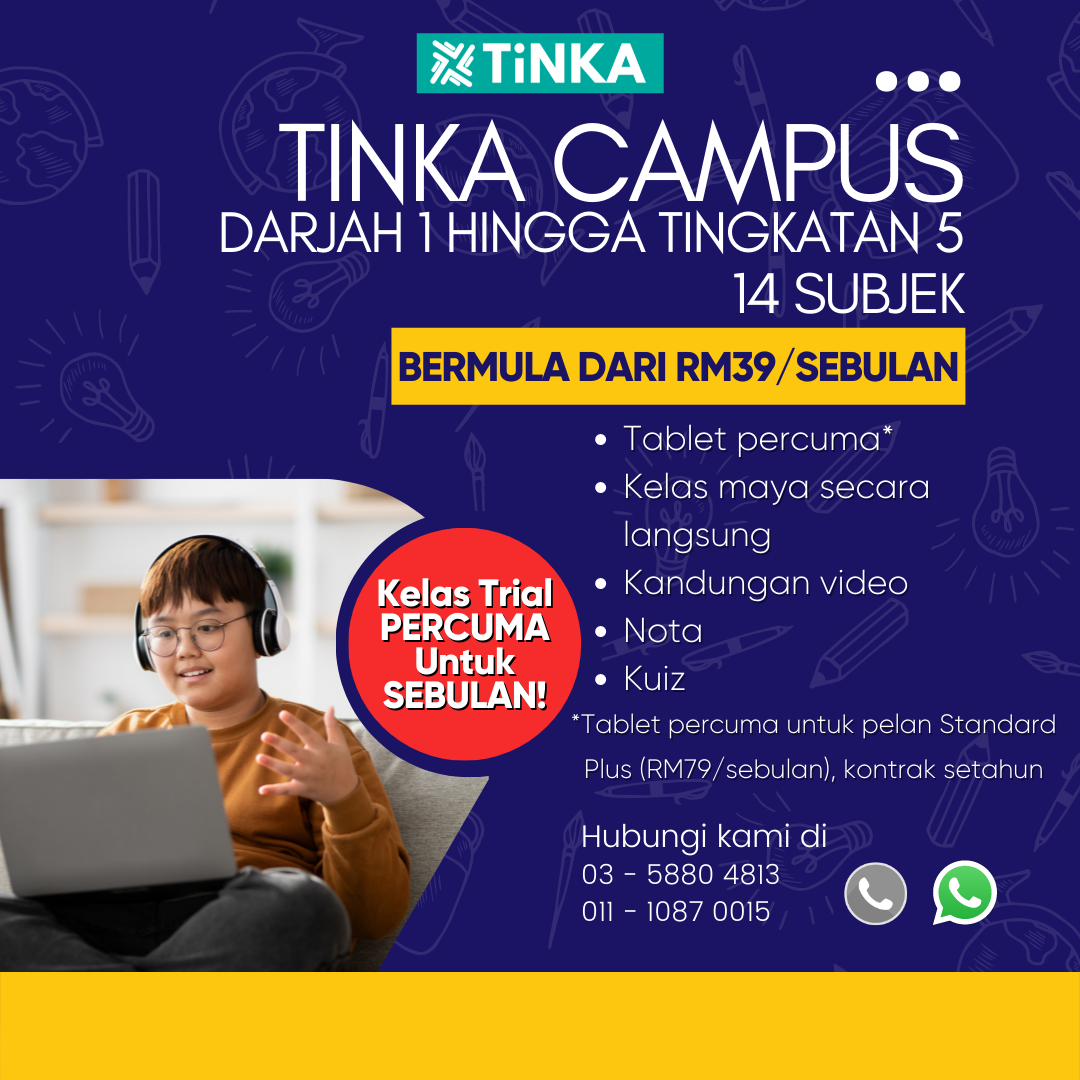 TiNKA
TINKA CAMPUS
DARJAH 1 HINGGA TINGKATAN 5
14 SUBJEK
BERMULA DARI RM39/SEBULAN
• Tablet percuma*
• Kelas maya secara
langsung
• Kandungan video
• Nota
• Kuiz
*Tablet percuma untuk pelan Standard
Plus (RM79/sebulan), kontrak setahun
Kelas Trial
PERCUMA
Untuk
SEBULAN!
Hubungi kami di
03 - 5880 4813
011 - 1087 0015